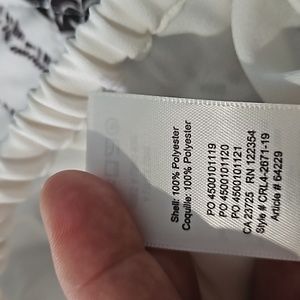 Shell: 100% Polyester
Coquille: 100% Polyester
PO 4500101119
PO 4500101120
PO 4500101121
CA 23725 RN 122354
Style # CRL4-2671-19
Article # 64229